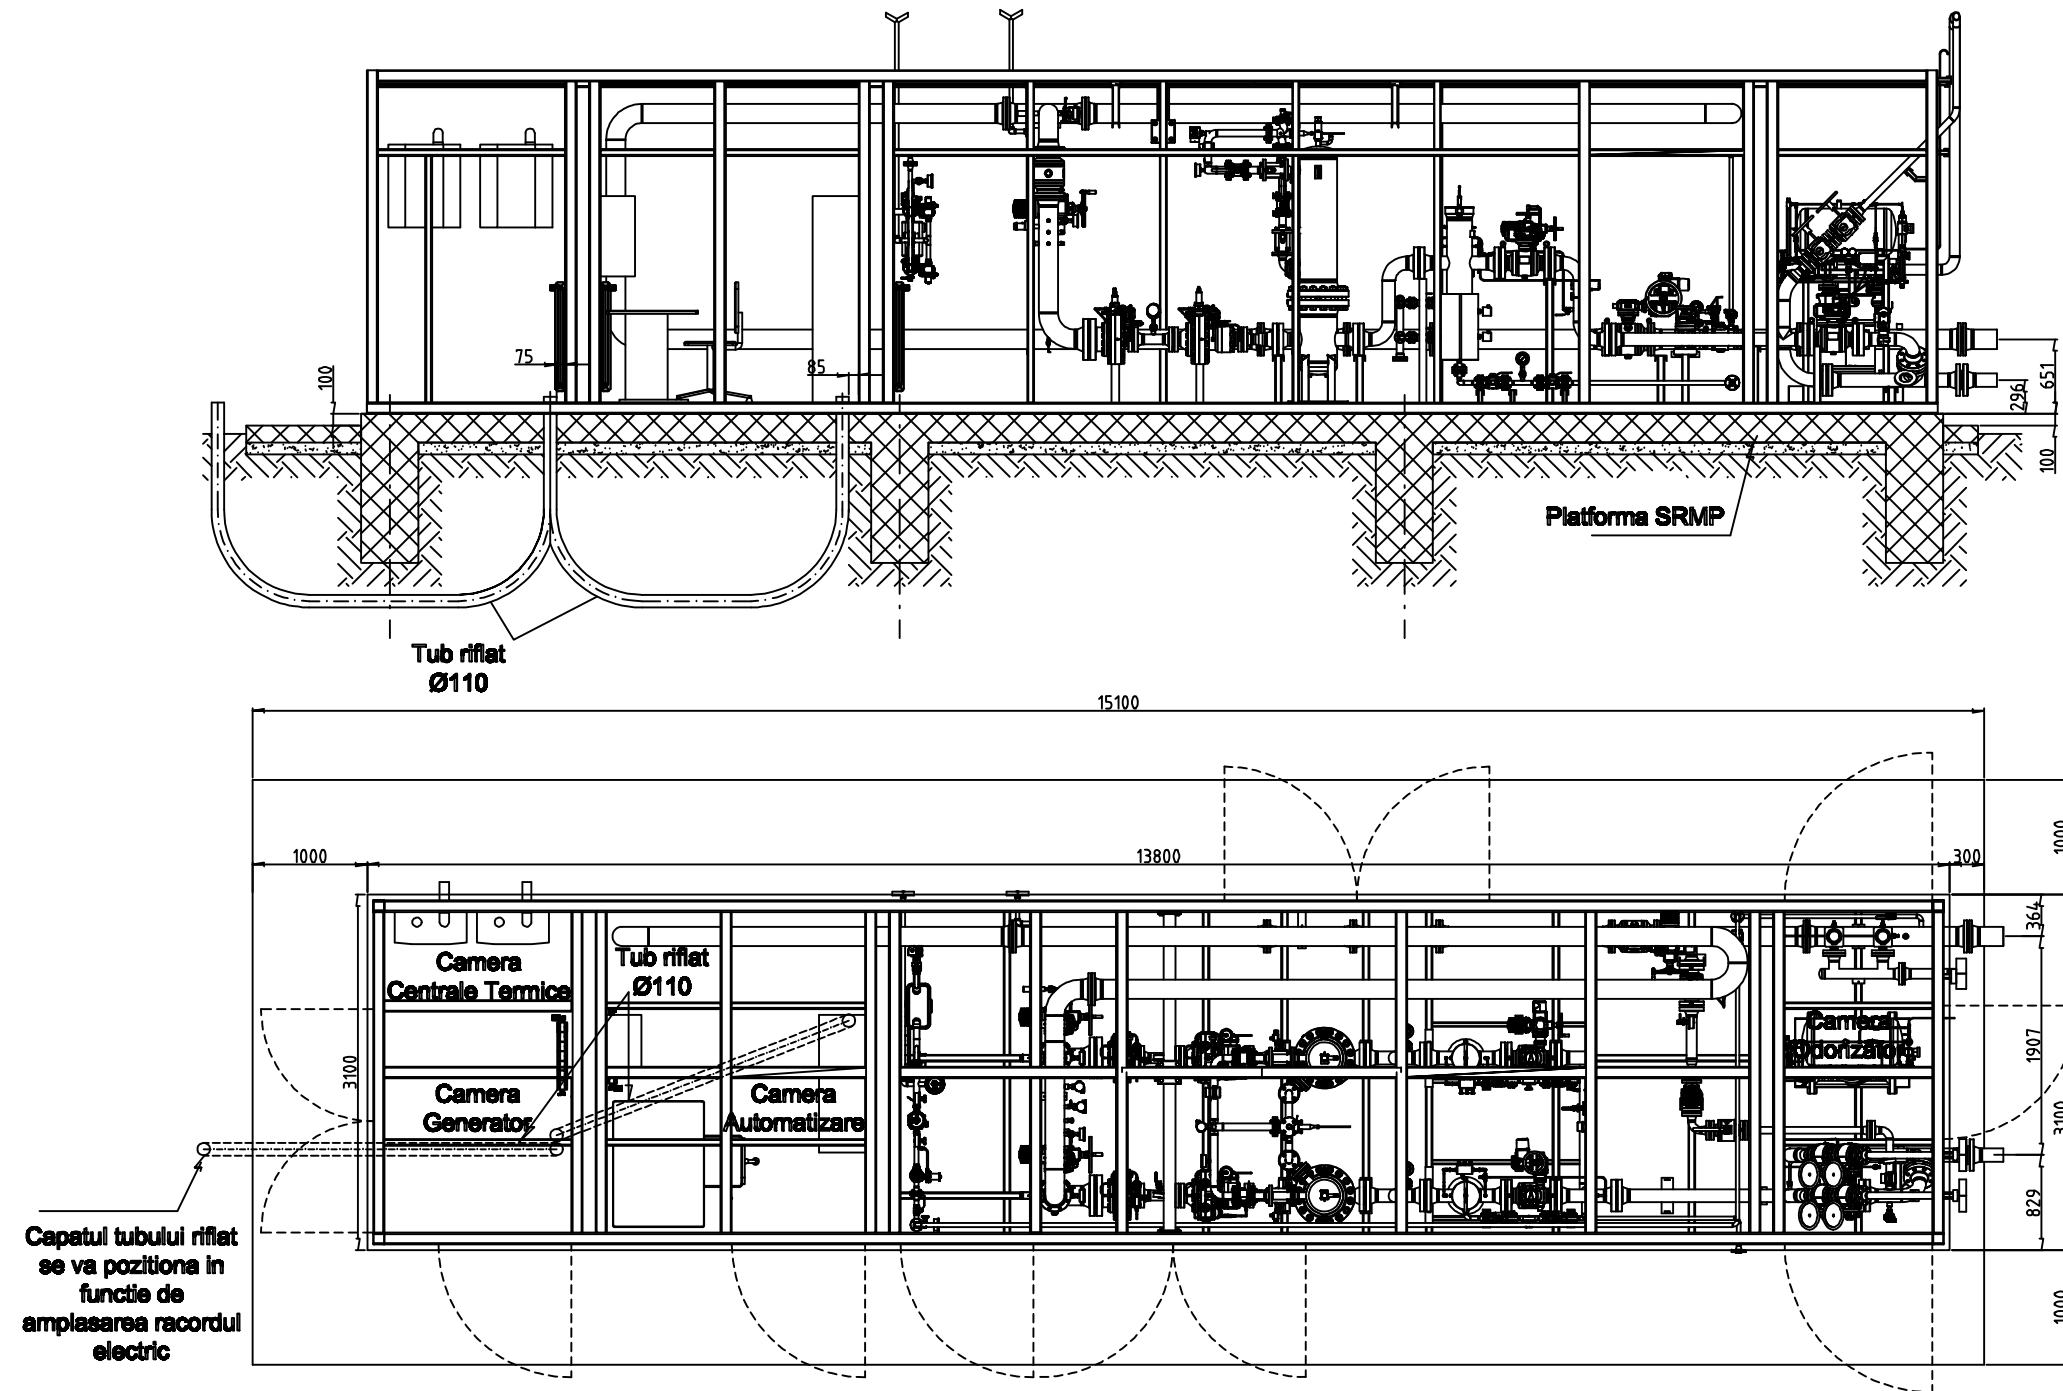 75
85
100
651
296
100
Platforma SRMP
Tub riflat
Ø110
15100
1000
13800
300
1000
364
Camera
Centrale Termice
Tub riflat
Ø110
Camera
Odorizator
1907
3100
3100
Camera
Generator
Camera
Automatizare
829
1000
Capatul tubului riflat
se va pozitiona in
functie de
amplasarea racordul
electric